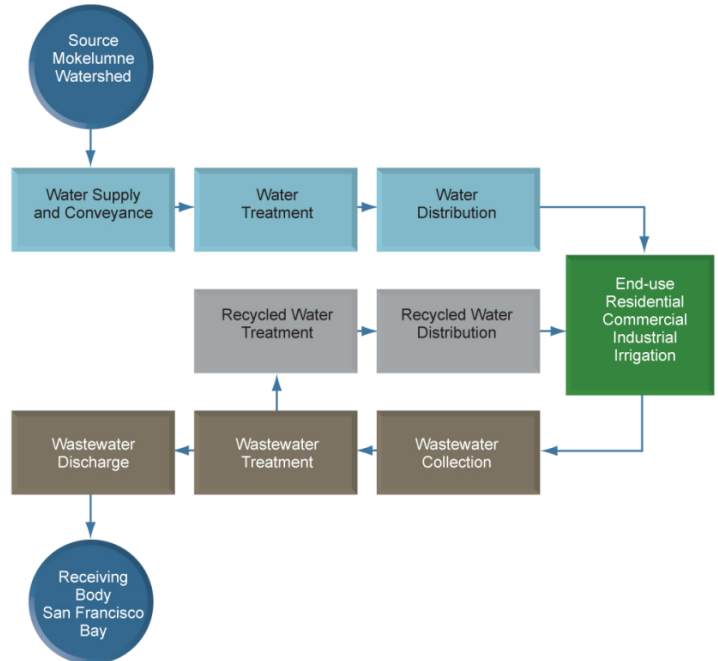 Source
Mokelumne
Watershed
Water Supply
and Conveyance
Water
Treatment
Water
Distribution
End-use
Residential
Commercial
Industrial
Irrigation
Recycled Water
Treatment
Recycled Water
Distribution
Wastewater
Discharge
Wastewater
Treatment
Wastewater
Collection
Receiving
Body
San Francisco
Bay